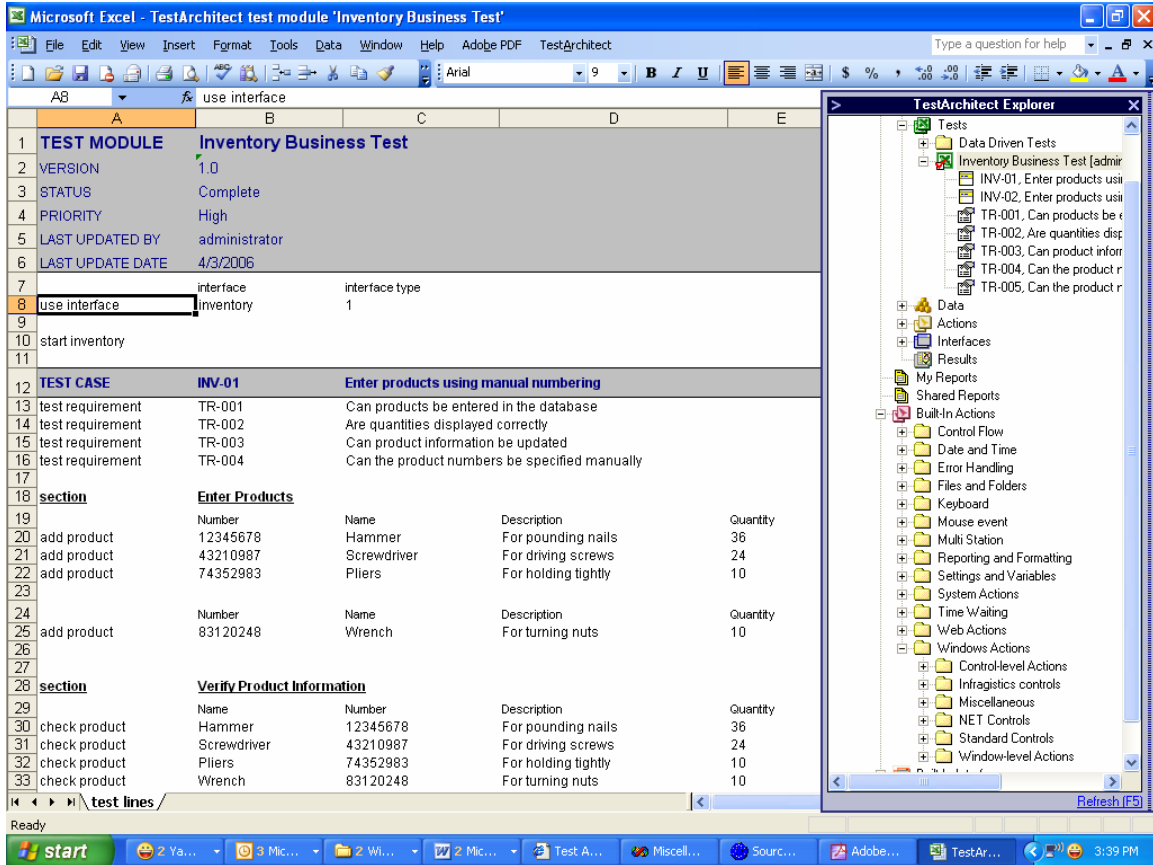 Microsoft Excel - TestArchitect test module 'Inventory Business Test'
File Edit View Insert Format Tools Data Window Help Adobe PDF TestArchitect Type a question for help
Arial 9 B I U $ % ,
A8 fx use interface
A B C D E
1 TEST MODULE Inventory Business Test
2 VERSION 1.0
3 STATUS Complete
4 PRIORITY High
5 LAST UPDATED BY administrator
6 LAST UPDATE DATE 4/3/2006
7 interface interface type
8 use interface inventory 1
9
10 start inventory
11
12 TEST CASE INV-01 Enter products using manual numbering
13 test requirement TR-001 Can products be entered in the database
14 test requirement TR-002 Are quantities displayed correctly
15 test requirement TR-003 Can product information be updated
16 test requirement TR-004 Can the product numbers be specified manually
17
18 section Enter Products
19 Number Name Description Quantity
20 add product 12345678 Hammer For pounding nails 36
21 add product 43210987 Screwdriver For driving screws 24
22 add product 74352983 Pliers For holding tightly 10
23
24 Number Name Description Quantity
25 add product 83120248 Wrench For turning nuts 10
26
27
28 section Verify Product Information
29 Name Number Description Quantity
30 check product Hammer 12345678 For pounding nails 36
31 check product Screwdriver 43210987 For driving screws 24
32 check product Pliers 74352983 For holding tightly 10
33 check product Wrench 83120248 For turning nuts 10
test lines
Ready
> TestArchitect Explorer X
Tests
Data Driven Tests
Inventory Business Test [admir
INV-01, Enter products usin
INV-02, Enter products usin
TR-001, Can products be e
TR-002, Are quantities disp
TR-003, Can product inform
TR-004, Can the product n
TR-005, Can the product n
Data
Actions
Interfaces
Results
My Reports
Shared Reports
Built-In Actions
Control Flow
Date and Time
Error Handling
Files and Folders
Keyboard
Mouse event
Multi Station
Reporting and Formatting
Settings and Variables
System Actions
Time Waiting
Web Actions
Windows Actions
Control-level Actions
Infragistics controls
Miscellaneous
NET Controls
Standard Controls
Window-level Actions
Refresh (F5)
start 2 Ya... 3 Mic... 2 Wi... 2 Mic... Test A... Miscell... Sourc... Adobe... TestAr... 3:39 PM